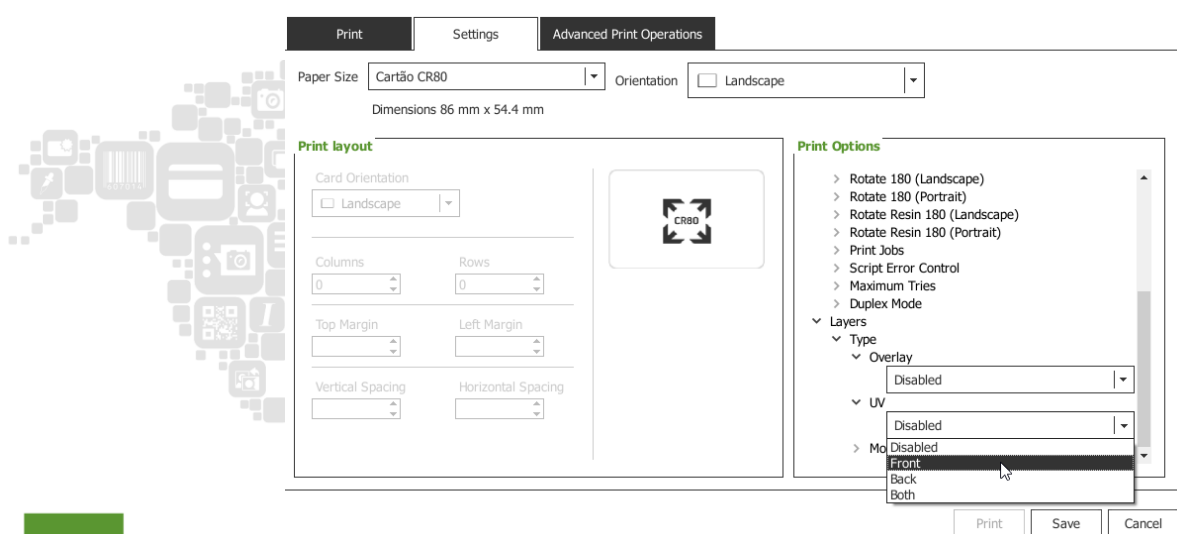 Print
Settings
Advanced Print Operations
Paper Size
Cartão CR80
Orientation
Landscape
Dimensions 86 mm x 54.4 mm
Print layout
Card Orientation
Landscape
Columns
Rows
0
0
Top Margin
Left Margin
Vertical Spacing
Horizontal Spacing
CR80
Print Options
Rotate 180 (Landscape)
Rotate 180 (Portrait)
Rotate Resin 180 (Landscape)
Rotate Resin 180 (Portrait)
Print Jobs
Script Error Control
Maximum Tries
Duplex Mode
Layers
Type
Overlay
Disabled
UV
Disabled
Disabled
Front
Back
Both
Print
Save
Cancel